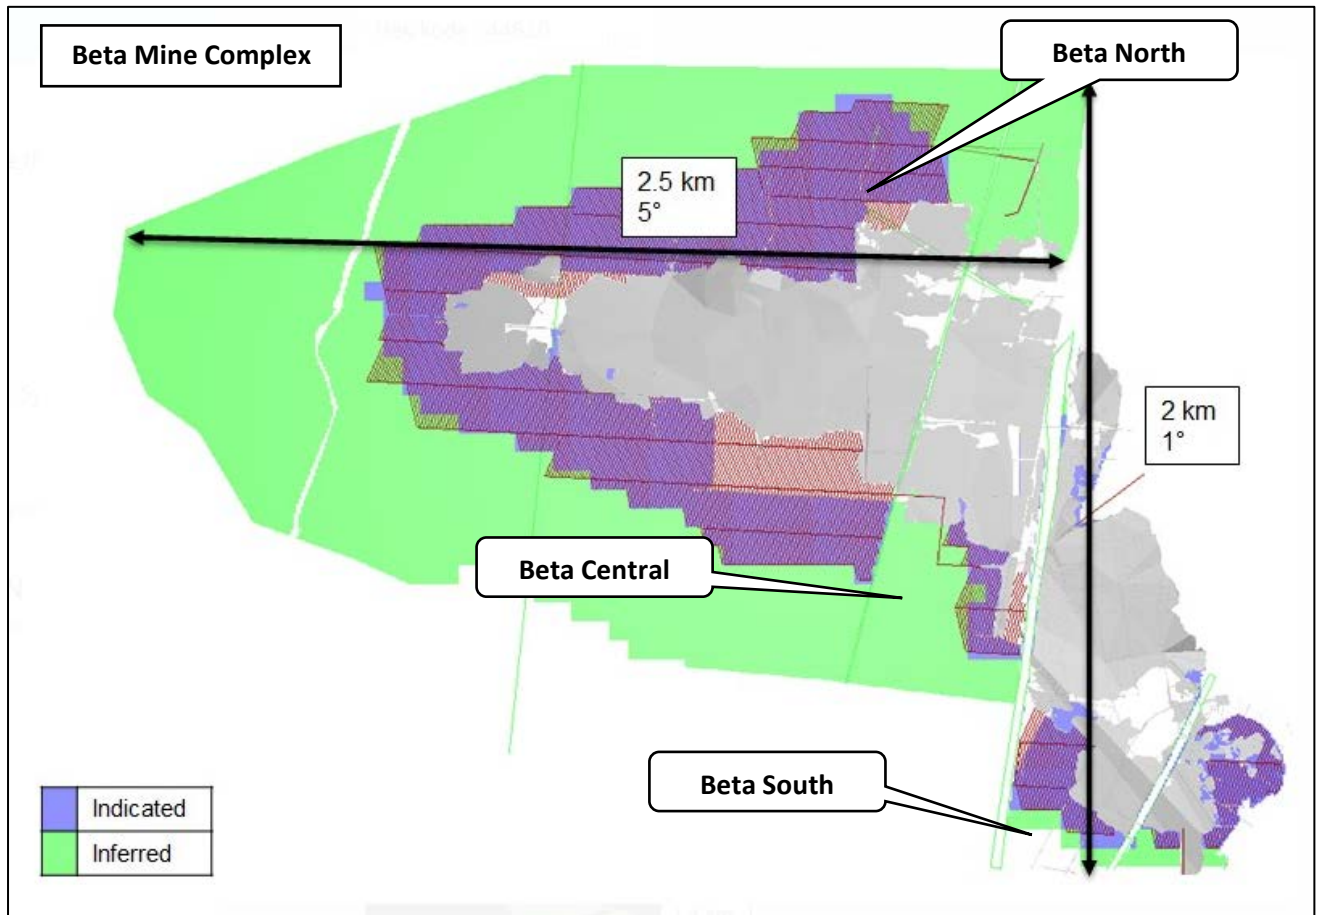 Beta Mine Complex
Beta North
2.5 km
5°
2 km
1°
Beta Central
Beta South
Indicated
Inferred